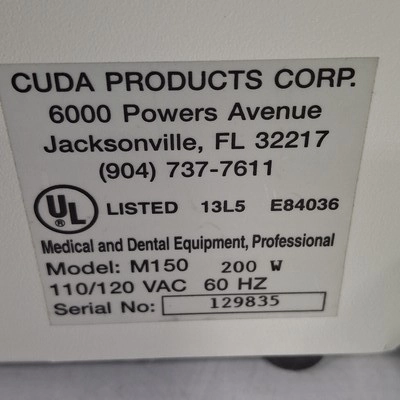 CUDA PRODUCTS CORP.
6000 Powers Avenue
Jacksonville, FL 32217
(904) 737-7611
UL LISTED 13L5 E84036
Medical and Dental Equipment, Professional
Model: M150 200 W
110/120 VAC 60 HZ
Serial No: 129835